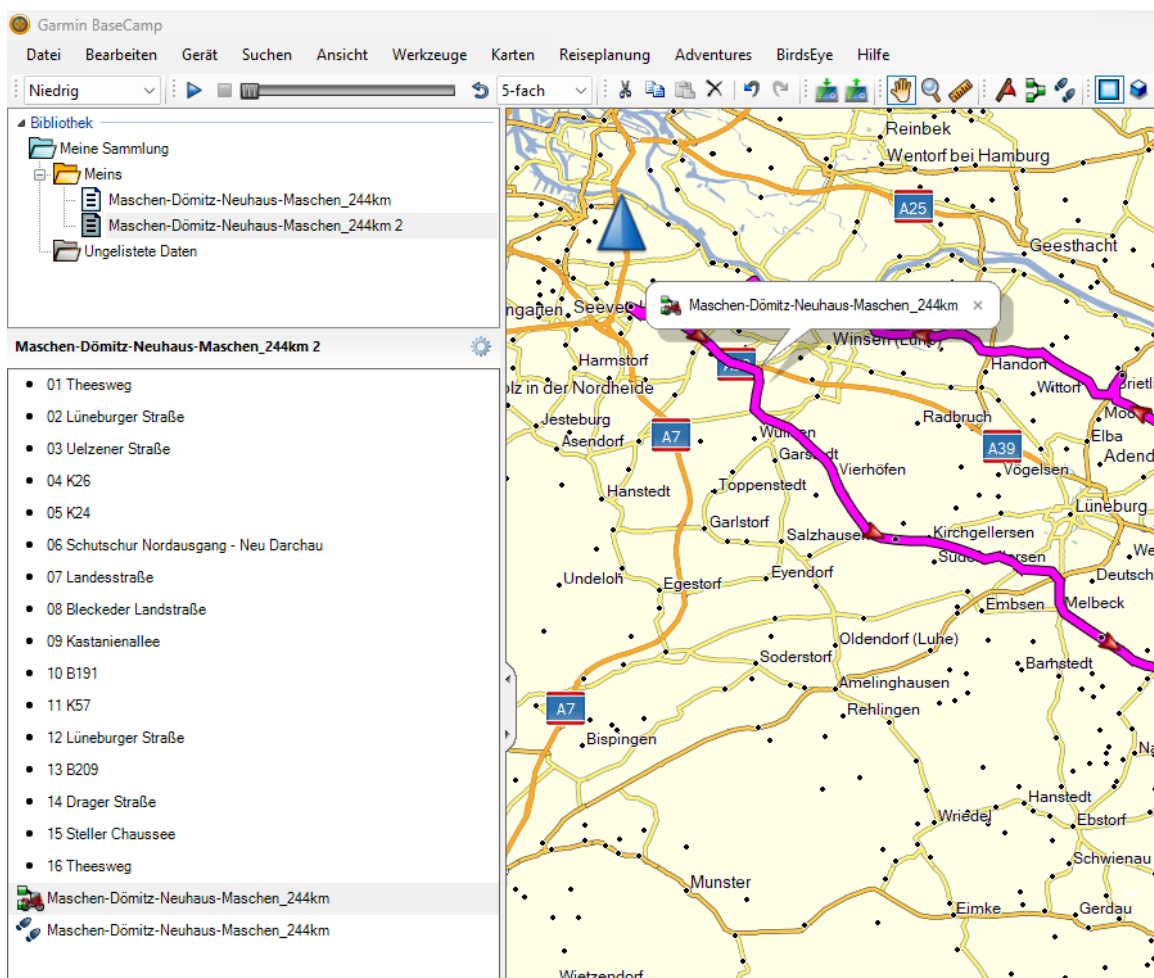 Garmin BaseCamp
Datei Bearbeiten Gerät Suchen Ansicht Werkzeuge Karten Reiseplanung Adventures BirdsEye Hilfe
Niedrig 5-fach
Bibliothek
Meine Sammlung
Meins
Maschen-Dömitz-Neuhaus-Maschen_244km
Maschen-Dömitz-Neuhaus-Maschen_244km 2
Ungelistete Daten
Maschen-Dömitz-Neuhaus-Maschen_244km 2
01 Theesweg
02 Lüneburger Straße
03 Uelzener Straße
04 K26
05 K24
06 Schutschur Nordausgang - Neu Darchau
07 Landesstraße
08 Bleckeder Landstraße
09 Kastanienallee
10 B191
11 K57
12 Lüneburger Straße
13 B209
14 Drager Straße
15 Steller Chaussee
16 Theesweg
Maschen-Dömitz-Neuhaus-Maschen_244km
Maschen-Dömitz-Neuhaus-Maschen_244km
Reinbek
Wentorf bei Hamburg
A25
Geesthacht
Maschen-Dömitz-Neuhaus-Maschen_244km
Winsen (Luhe)
Harmstorf
Handorf
in der Nordheide
Wittorf
Jesteburg
Radbruch
Asendorf
A7
Elba
A39
Vierhöfen
Vögelsen
Hanstedt
Toppenstedt
Lüneburg
Garlstorf
Salzhausen
Kirchgellersen
Undeloh
Egestorf
Eyendorf
Deutsch
Embsen
Melbeck
Oldendorf (Luhe)
Soderstorf
Barnstedt
Amelinghausen
A7
Rehlingen
Bispingen
Hanstedt
Wriedel
Ebstorf
Schwienau
Munster
Eimke
Gerdau
Wietzendorf